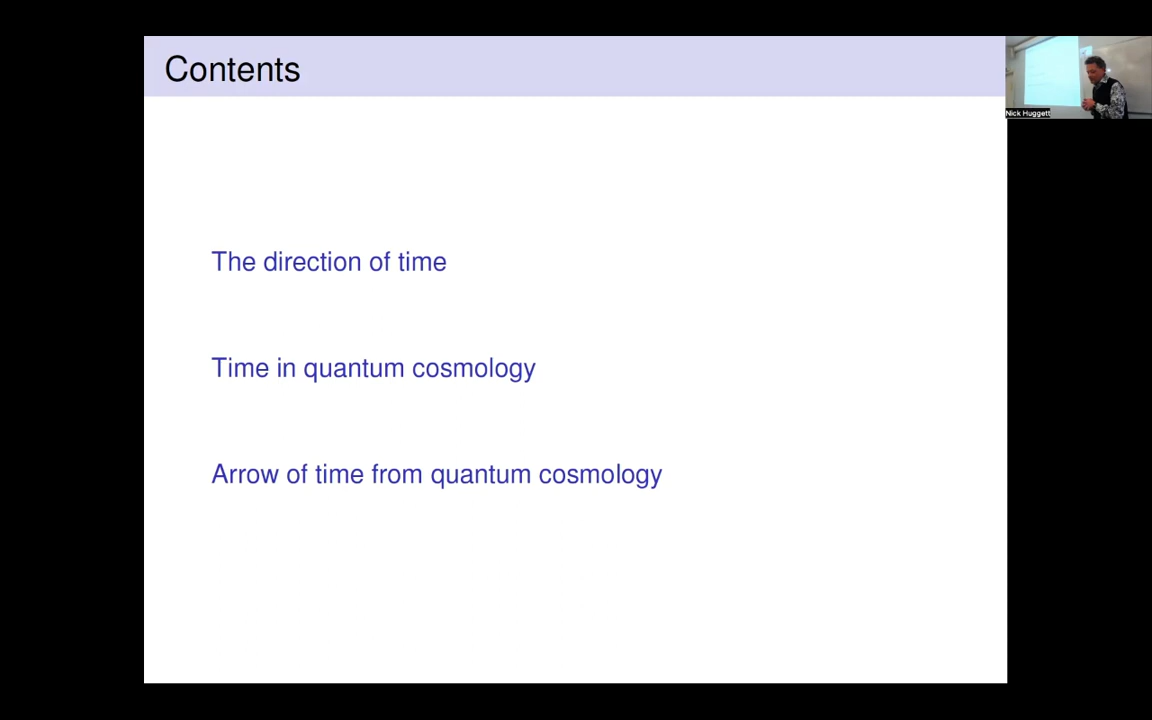 Contents
Nick Huggett
The direction of time
Time in quantum cosmology
Arrow of time from quantum cosmology